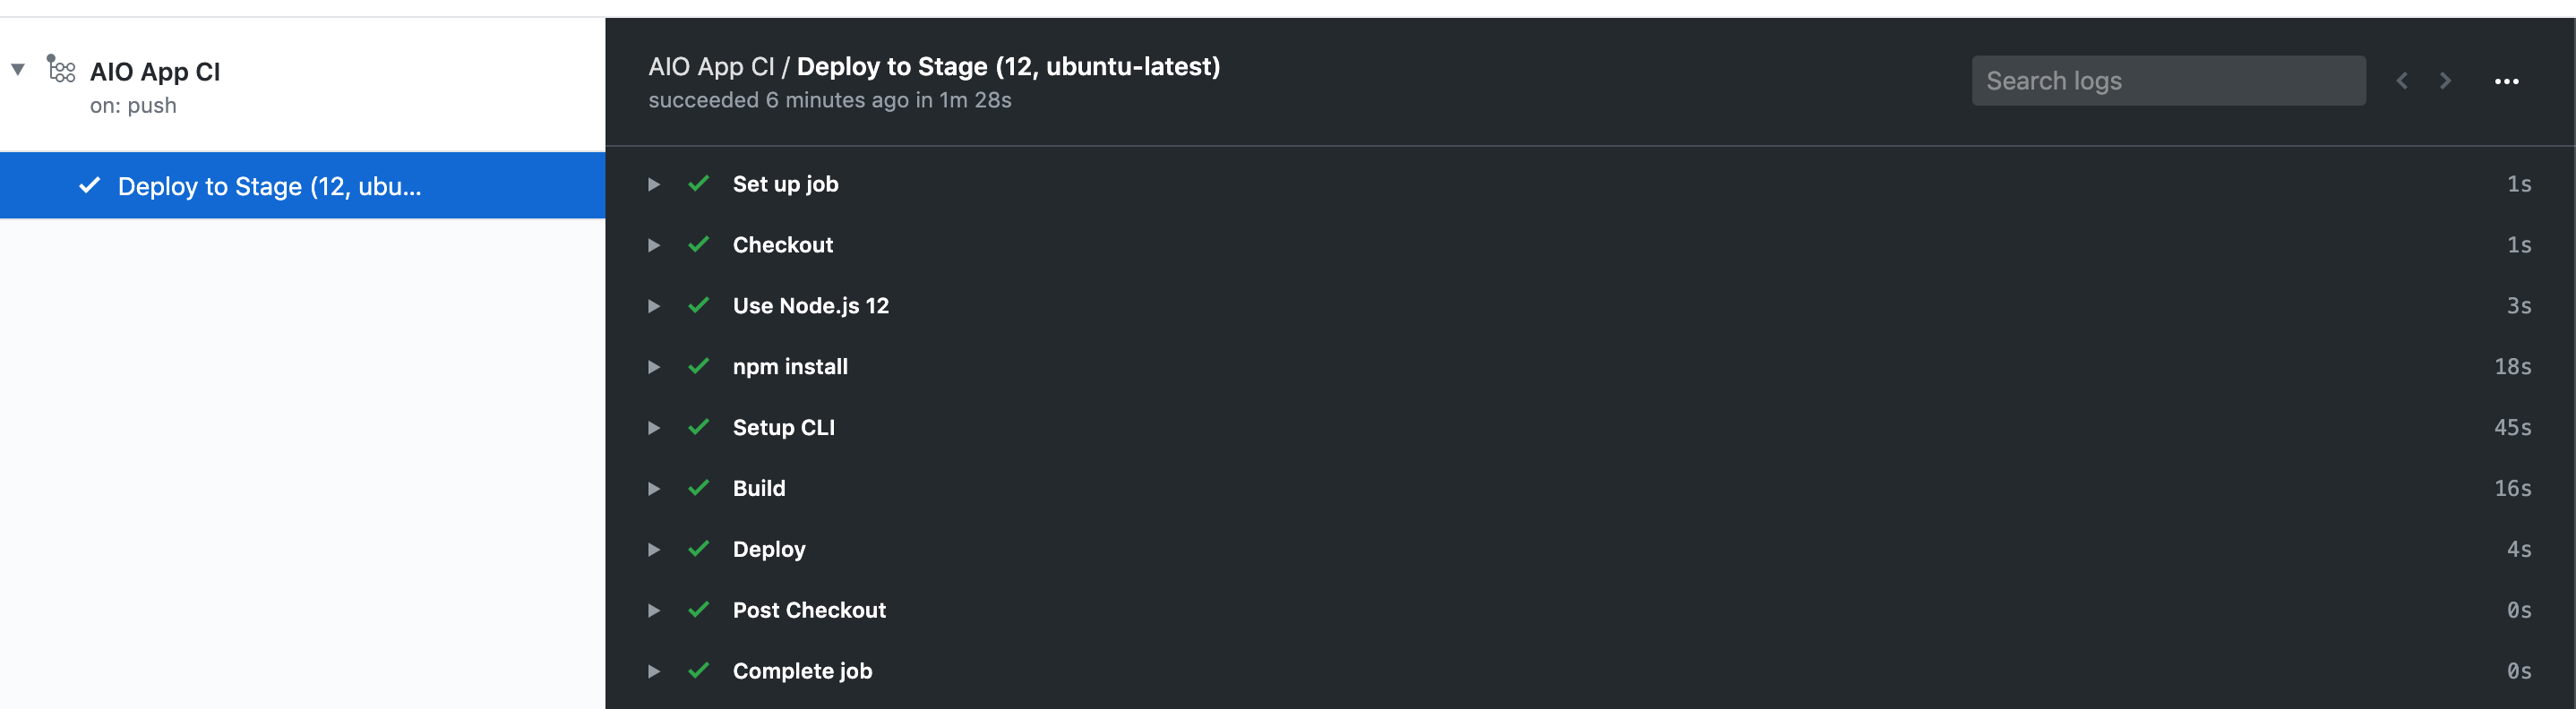 AIO App CI
on: push
Deploy to Stage (12, ubu...
AIO App CI / Deploy to Stage (12, ubuntu-latest)
succeeded 6 minutes ago in 1m 28s
Search logs
Set up job 1s
Checkout 1s
Use Node.js 12 3s
npm install 18s
Setup CLI 45s
Build 16s
Deploy 4s
Post Checkout 0s
Complete job 0s